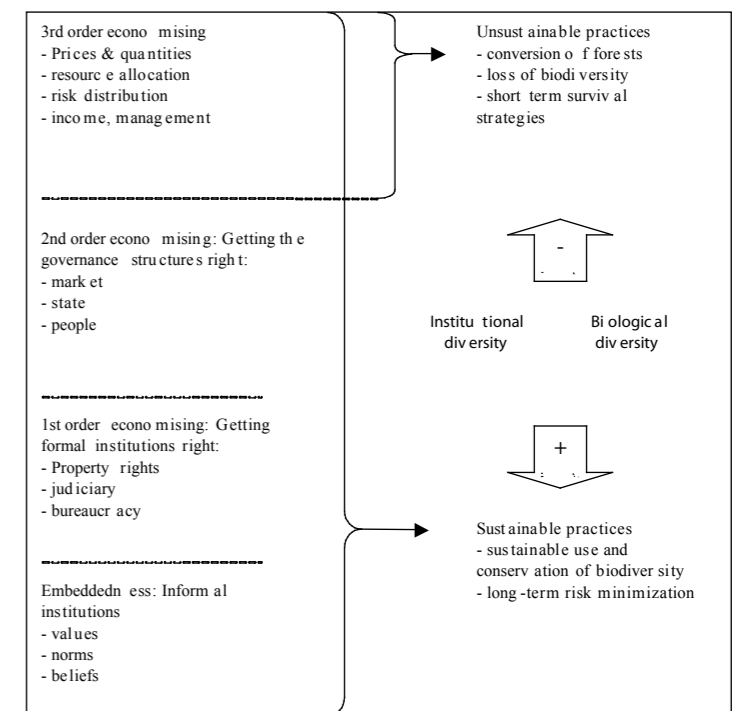 3rd order economising
- Prices & quantities
- resource allocation
- risk distribution
- income, management
2nd order economising: Getting the
governance structures right:
- market
- state
- people
1st order economising: Getting
formal institutions right:
- Property rights
- judiciary
- bureaucracy
Embeddedness: Informal
institutions
- values
- norms
- beliefs
Unsustainable practices
- conversion of forests
- loss of biodiversity
- short term survival
strategies
-
Institutional
diversity
Biological
diversity
+
Sustainable practices
- sustainable use and
conservation of biodiversity
- long-term risk minimization